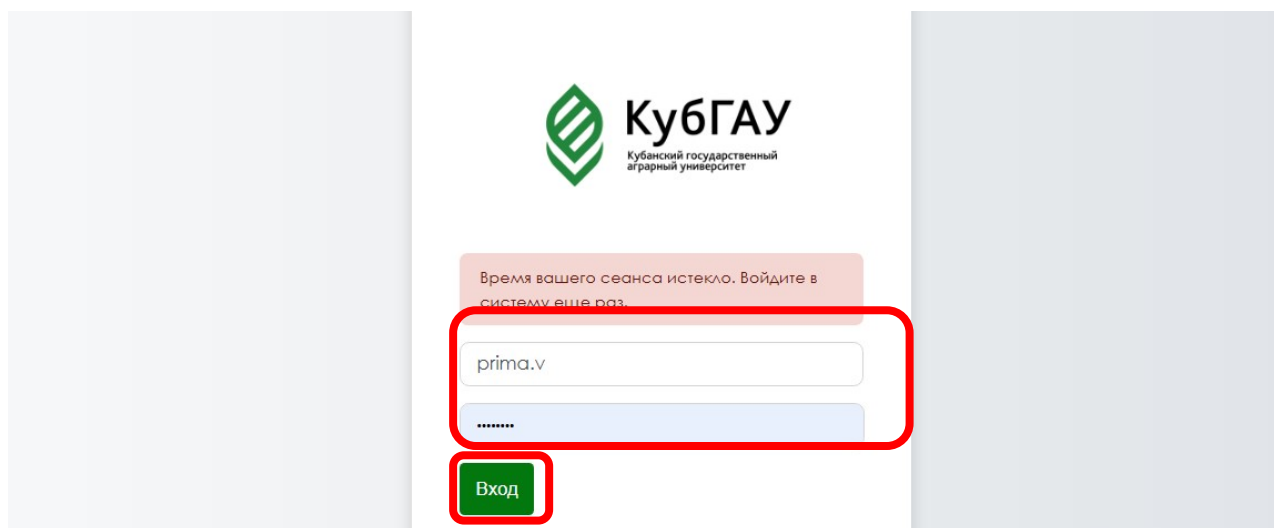 КубГАУ
Кубанский государственный
аграрный университет
Время вашего сеанса истекло. Войдите в
систему еще раз.
prima.v
••••••••
Вход